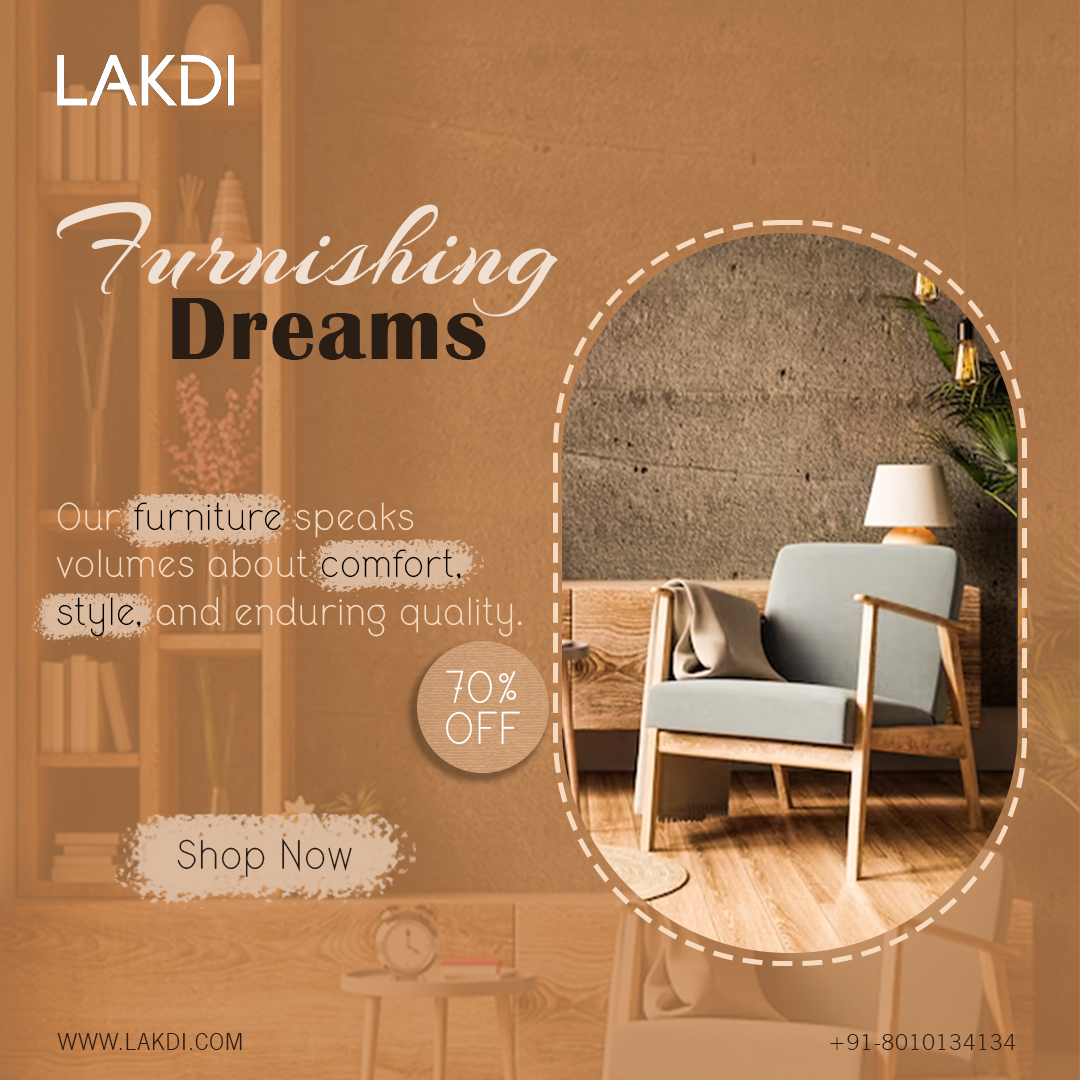 LAKDI
Furnishing
Dreams
Our furniture speaks
volumes about comfort,
style, and enduring quality.
70%
OFF
Shop Now
WWW.LAKDI.COM
+91-8010134134